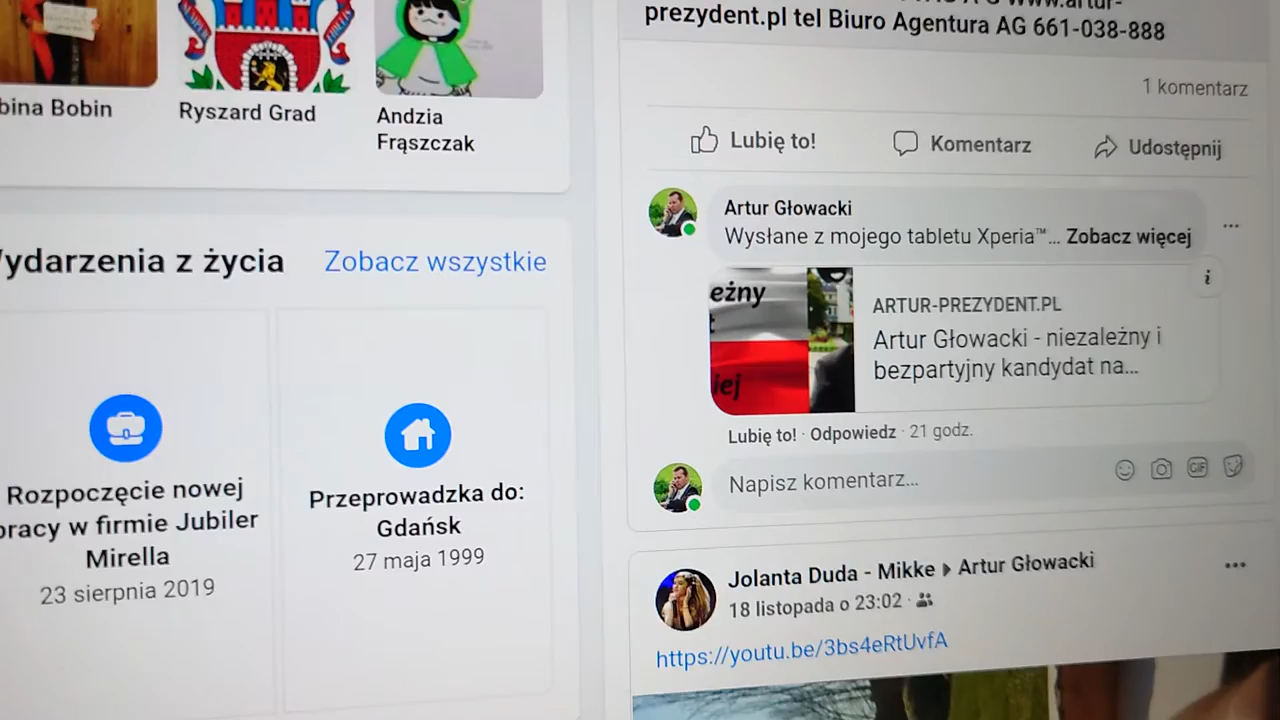 prezydent.pl tel Biuro Agentura AG 661-038-888
1 komentarz
Lubię to!
Komentarz
Udostępnij
bina Bobin
Ryszard Grad
Andzia
Frąszczak
ydarzenia z życia
Zobacz wszystkie
Rozpoczęcie nowej
pracy w firmie Jubiler
Mirella
23 sierpnia 2019
Przeprowadzka do:
Gdańsk
27 maja 1999
Artur Głowacki
Wysłane z mojego tabletu Xperia™... Zobacz więcej
eżny
iej
ARTUR-PREZYDENT.PL
Artur Głowacki - niezależny i
bezpartyjny kandydat na...
Lubię to! · Odpowiedz · 21 godz.
Napisz komentarz...
GIF
Jolanta Duda - Mikke ▸ Artur Głowacki
18 listopada o 23:02 ·
https://youtu.be/3bs4eRtUvfA